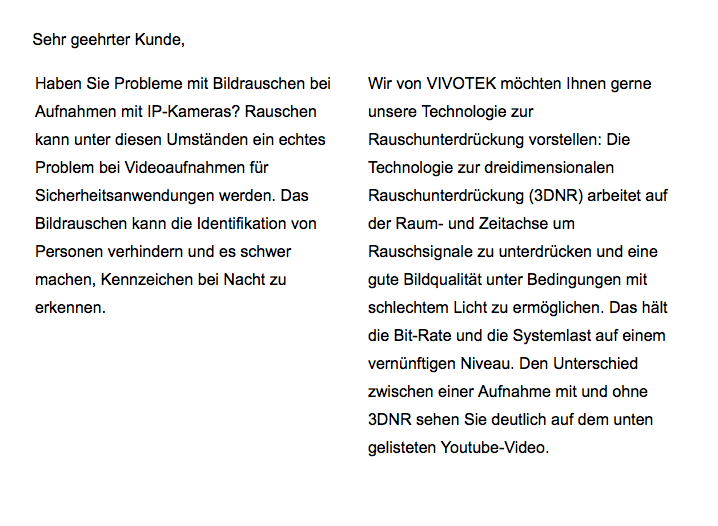 Sehr geehrter Kunde,
Haben Sie Probleme mit Bildrauschen bei
Aufnahmen mit IP-Kameras? Rauschen
kann unter diesen Umständen ein echtes
Problem bei Videoaufnahmen für
Sicherheitsanwendungen werden. Das
Bildrauschen kann die Identifikation von
Personen verhindern und es schwer
machen, Kennzeichen bei Nacht zu
erkennen.
Wir von VIVOTEK möchten Ihnen gerne
unsere Technologie zur
Rauschunterdrückung vorstellen: Die
Technologie zur dreidimensionalen
Rauschunterdrückung (3DNR) arbeitet auf
der Raum- und Zeitachse um
Rauschsignale zu unterdrücken und eine
gute Bildqualität unter Bedingungen mit
schlechtem Licht zu ermöglichen. Das hält
die Bit-Rate und die Systemlast auf einem
vernünftigen Niveau. Den Unterschied
zwischen einer Aufnahme mit und ohne
3DNR sehen Sie deutlich auf dem unten
gelisteten Youtube-Video.